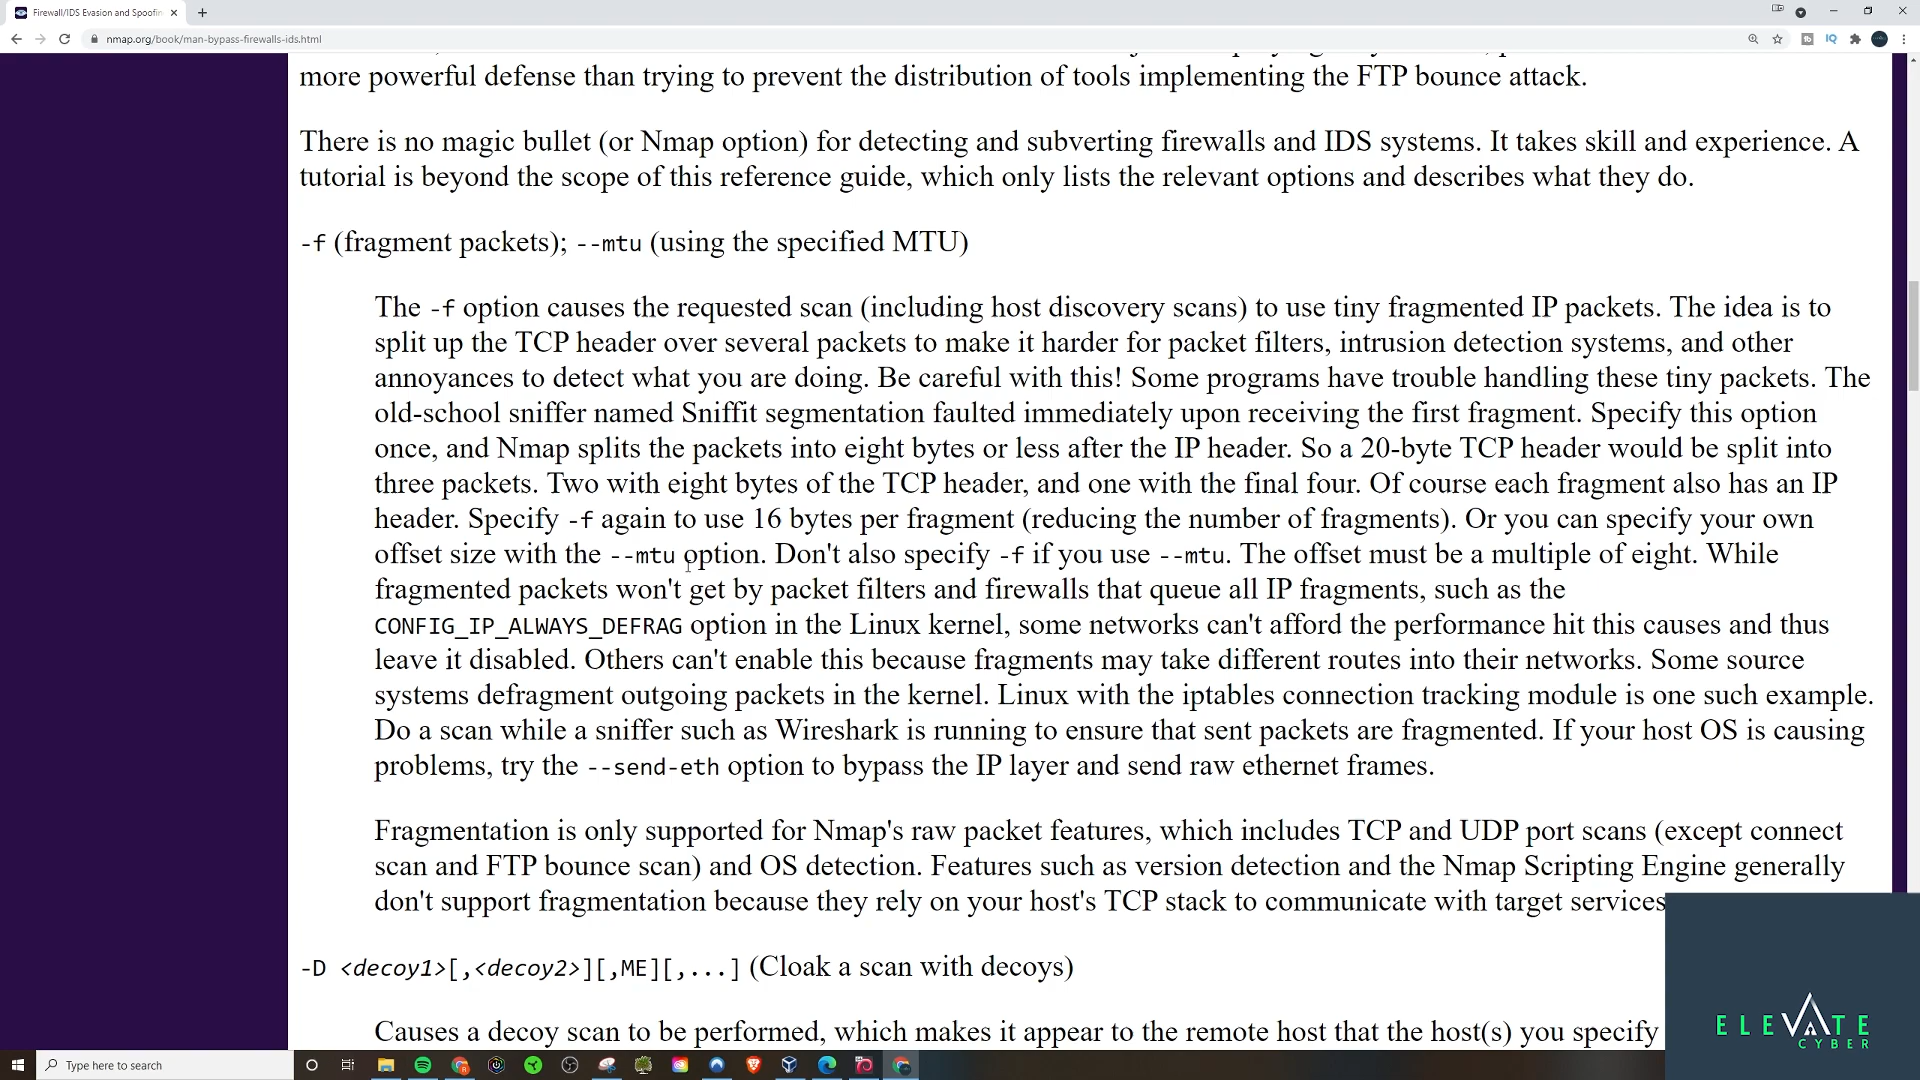 Firewall/IDS Evasion and Spoofin
nmap.org/book/man-bypass-firewalls-ids.html
more powerful defense than trying to prevent the distribution of tools implementing the FTP bounce attack.
There is no magic bullet (or Nmap option) for detecting and subverting firewalls and IDS systems. It takes skill and experience. A
tutorial is beyond the scope of this reference guide, which only lists the relevant options and describes what they do.
-f (fragment packets); --mtu (using the specified MTU)
The -f option causes the requested scan (including host discovery scans) to use tiny fragmented IP packets. The idea is to
split up the TCP header over several packets to make it harder for packet filters, intrusion detection systems, and other
annoyances to detect what you are doing. Be careful with this! Some programs have trouble handling these tiny packets. The
old-school sniffer named Sniffit segmentation faulted immediately upon receiving the first fragment. Specify this option
once, and Nmap splits the packets into eight bytes or less after the IP header. So a 20-byte TCP header would be split into
three packets. Two with eight bytes of the TCP header, and one with the final four. Of course each fragment also has an IP
header. Specify -f again to use 16 bytes per fragment (reducing the number of fragments). Or you can specify your own
offset size with the --mtu option. Don't also specify -f if you use --mtu. The offset must be a multiple of eight. While
fragmented packets won't get by packet filters and firewalls that queue all IP fragments, such as the
CONFIG_IP_ALWAYS_DEFRAG option in the Linux kernel, some networks can't afford the performance hit this causes and thus
leave it disabled. Others can't enable this because fragments may take different routes into their networks. Some source
systems defragment outgoing packets in the kernel. Linux with the iptables connection tracking module is one such example.
Do a scan while a sniffer such as Wireshark is running to ensure that sent packets are fragmented. If your host OS is causing
problems, try the --send-eth option to bypass the IP layer and send raw ethernet frames.
Fragmentation is only supported for Nmap's raw packet features, which includes TCP and UDP port scans (except connect
scan and FTP bounce scan) and OS detection. Features such as version detection and the Nmap Scripting Engine generally
don't support fragmentation because they rely on your host's TCP stack to communicate with target services
-D <decoy1>[,<decoy2>][,ME][,...] (Cloak a scan with decoys)
Causes a decoy scan to be performed, which makes it appear to the remote host that the host(s) you specify
ELEVATE
CYBER
Type here to search